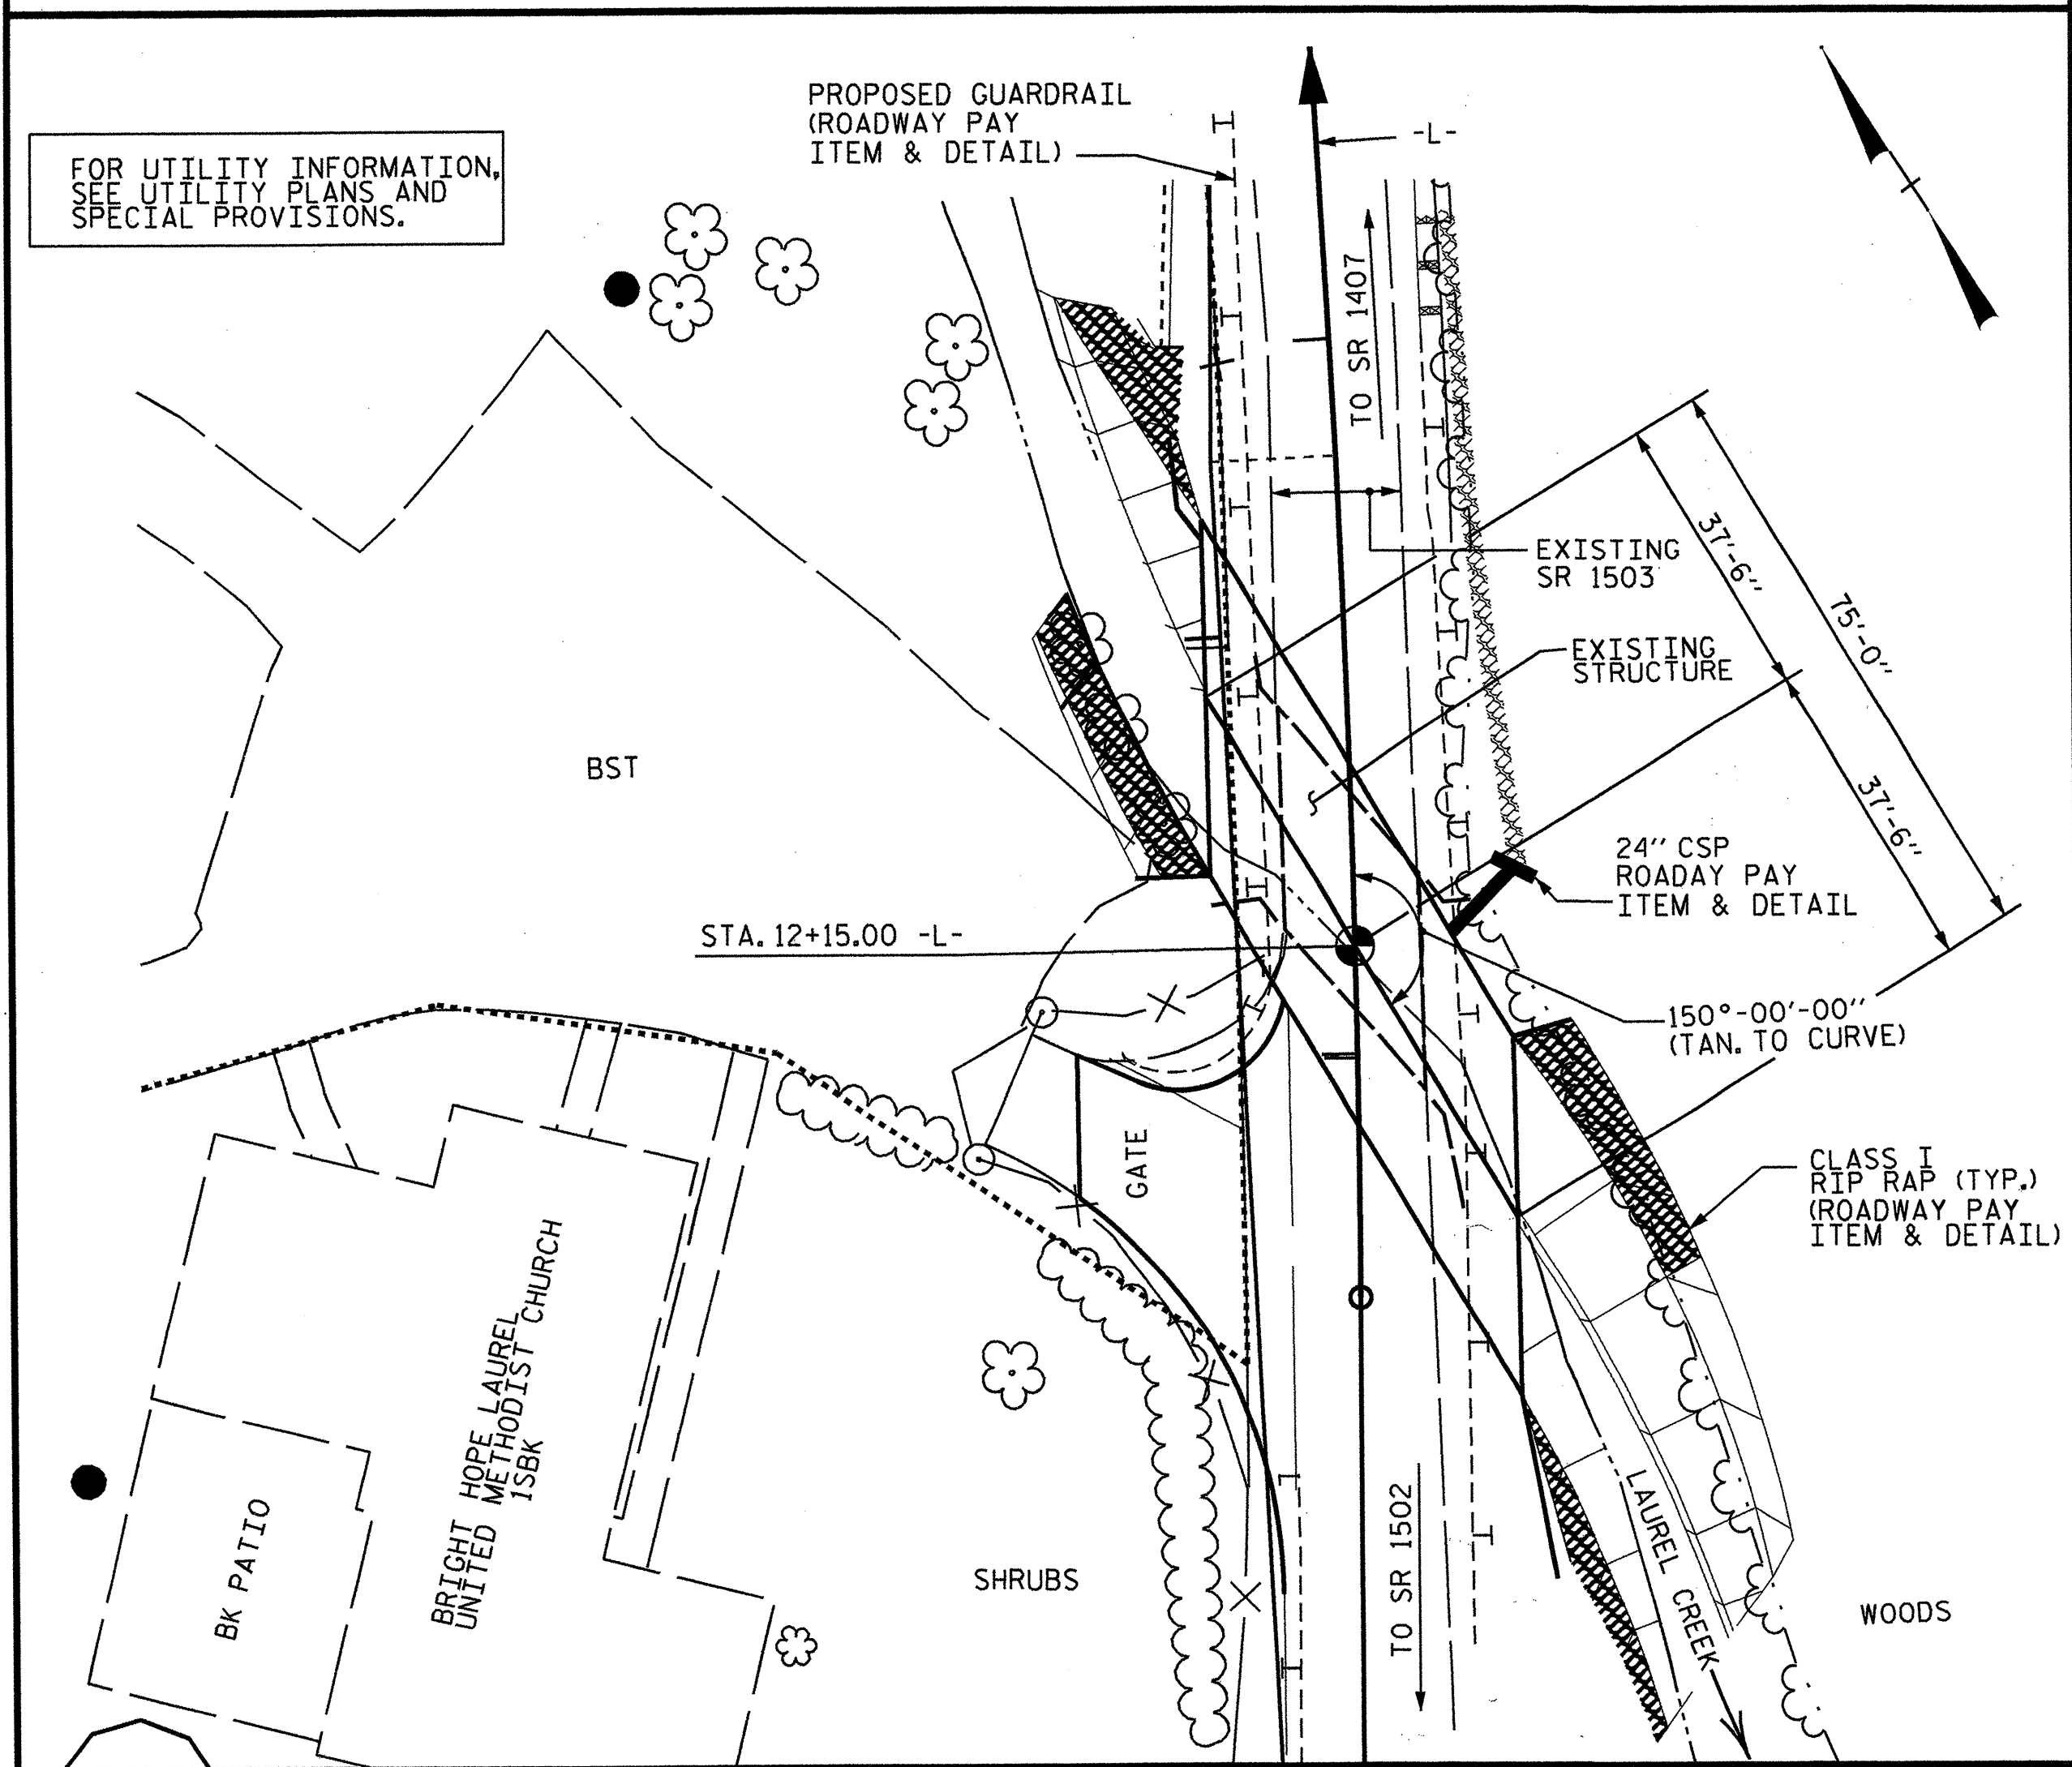 PROPOSED GUARDRAIL
(ROADWAY PAY
ITEM & DETAIL)
-L-
FOR UTILITY INFORMATION,
SEE UTILITY PLANS AND
SPECIAL PROVISIONS.
TO SR 1407
EXISTING
SR 1503
37'-6"
75'-0"
EXISTING
STRUCTURE
BST
37'-6"
24" CSP
ROADAY PAY
ITEM & DETAIL
STA. 12+15.00 -L-
150°-00'-00"
(TAN. TO CURVE)
GATE
CLASS I
RIP RAP (TYP.)
(ROADWAY PAY
ITEM & DETAIL)
BRIGHT HOPE LAUREL
UNITED METHODIST CHURCH
1SBK
BK PATIO
SHRUBS
TO SR 1502
LAUREL CREEK
WOODS